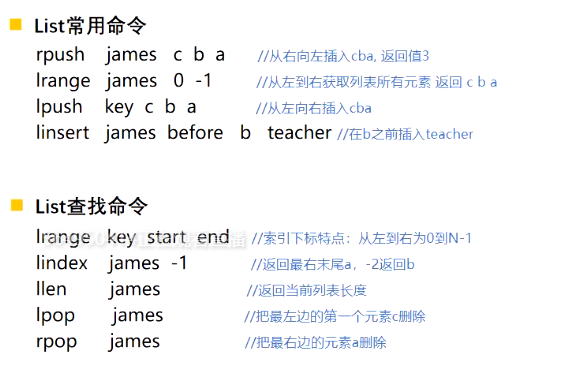 List常用命令
rpush james c b a //从右向左插入cba, 返回值3
lrange james 0 -1 //从左到右获取列表所有元素 返回 c b a
lpush key c b a //从左向右插入cba
linsert james before b teacher //在b之前插入teacher
List查找命令
lrange key start end //索引下标特点：从左到右为0到N-1
lindex james -1 //返回最右末尾a，-2返回b
llen james //返回当前列表长度
lpop james //把最左边的第一个元素c删除
rpop james //把最右边的元素a删除